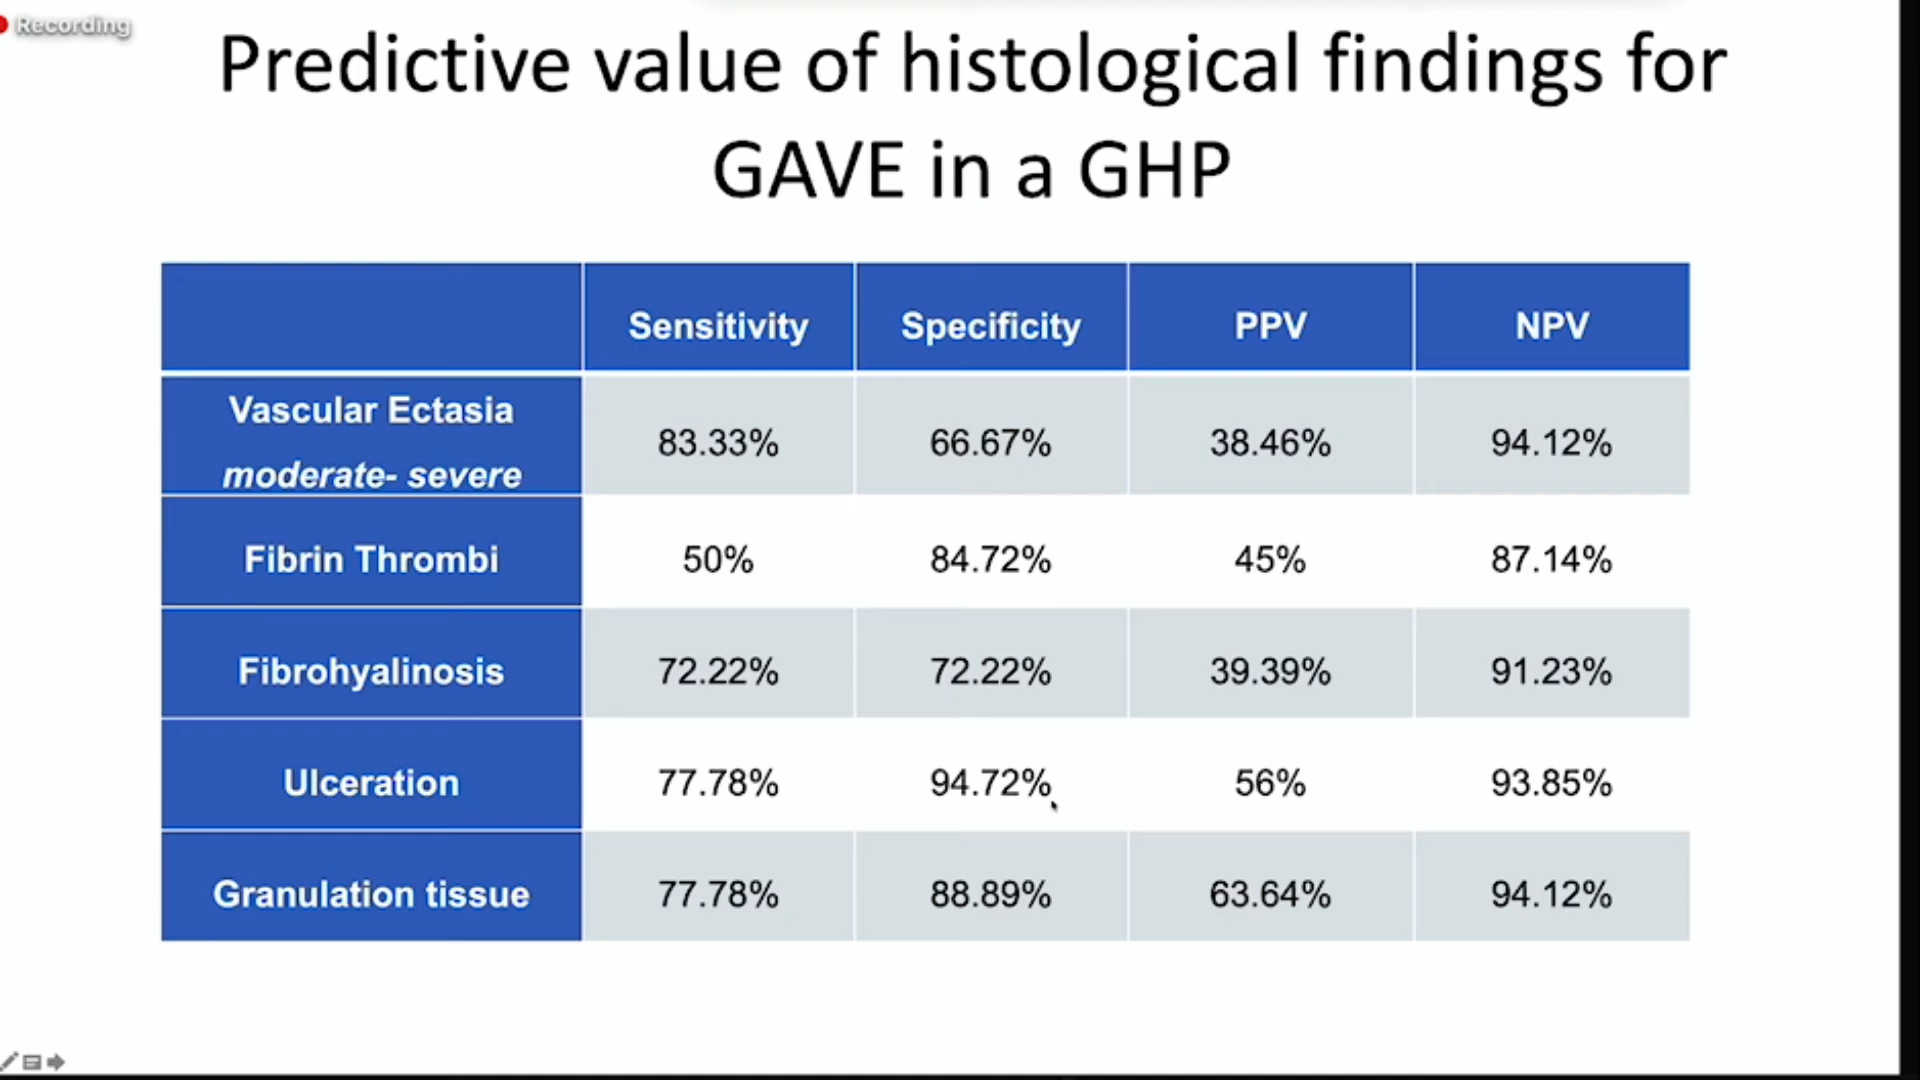 Recording
Predictive value of histological findings for
GAVE in a GHP
Sensitivity Specificity PPV NPV
Vascular Ectasia
moderate- severe 83.33% 66.67% 38.46% 94.12%
Fibrin Thrombi 50% 84.72% 45% 87.14%
Fibrohyalinosis 72.22% 72.22% 39.39% 91.23%
Ulceration 77.78% 94.72% 56% 93.85%
Granulation tissue 77.78% 88.89% 63.64% 94.12%